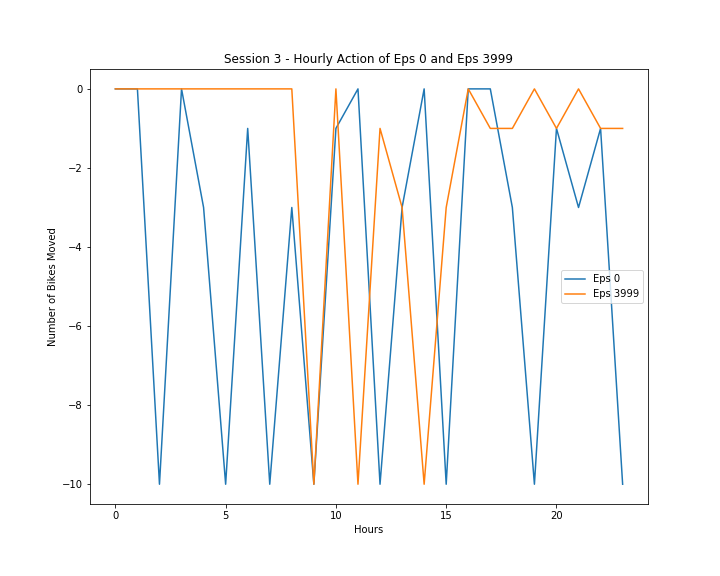 Session 3 - Hourly Action of Eps 0 and Eps 3999
Number of Bikes Moved
0
−2
−4
−6
−8
−10
Eps 0
Eps 3999
0
5
10
15
20
Hours